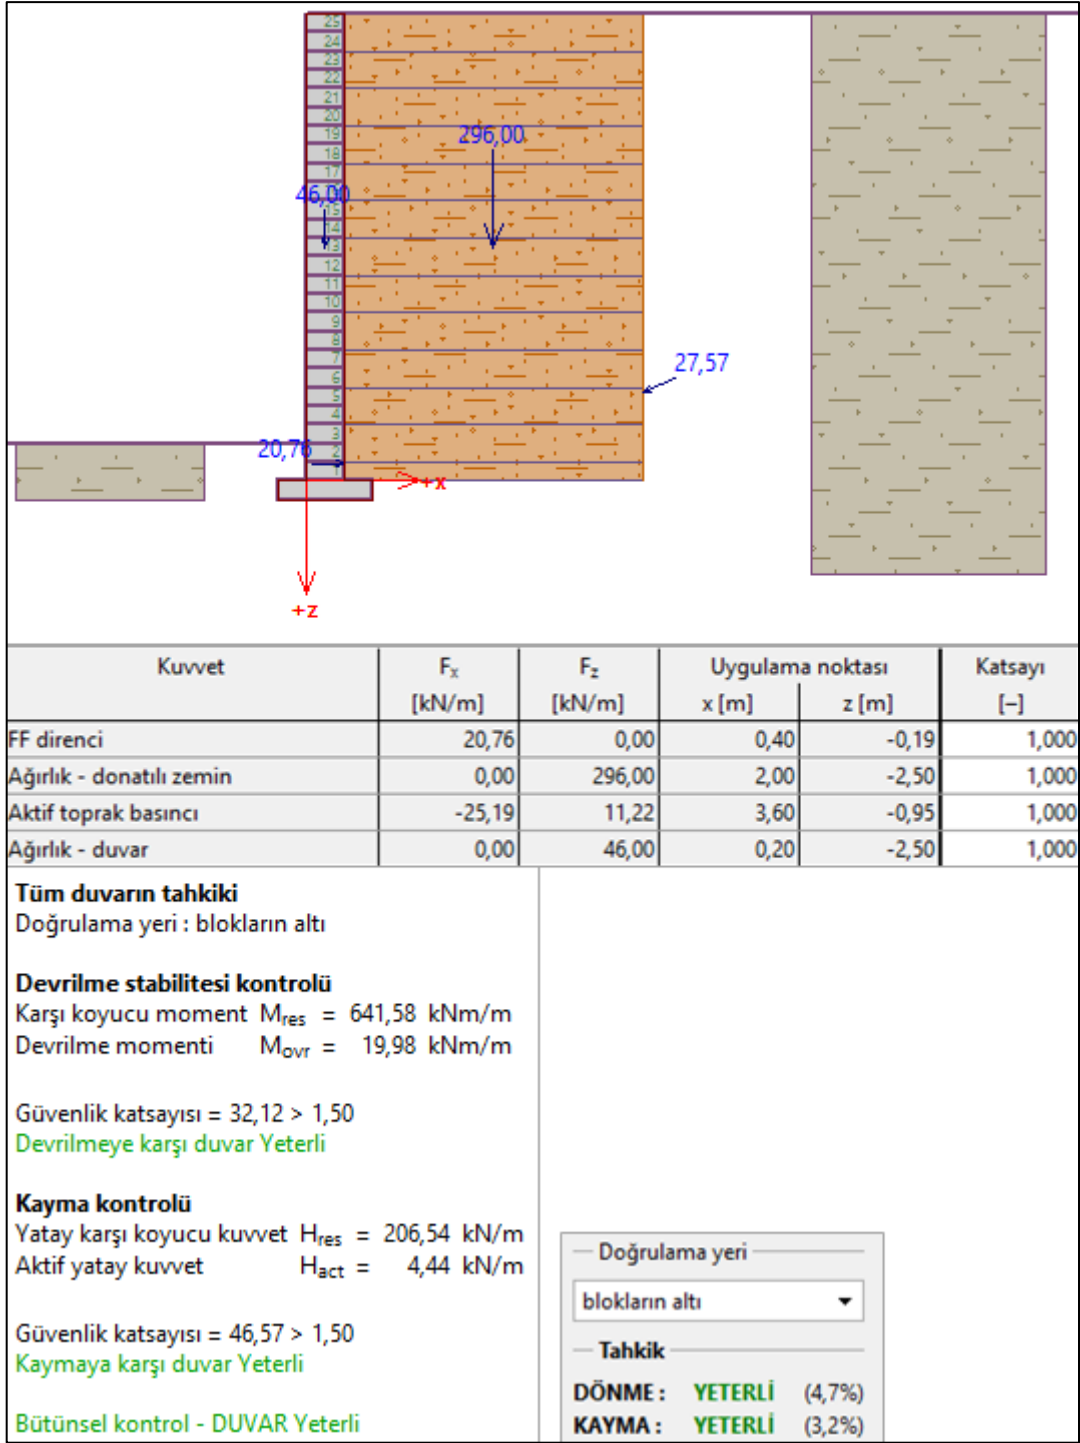 25
24
23
22
21
20
19
18
17
296,00
46,00
15
14
13
12
11
10
9
8
7
6
5
4
3
2
1
27,57
20,76
+x
+z
Kuvvet Fx Fz Uygulama noktası Katsayı
[kN/m] [kN/m] x [m] z [m] [–]
FF direnci 20,76 0,00 0,40 -0,19 1,000
Ağırlık - donatılı zemin 0,00 296,00 2,00 -2,50 1,000
Aktif toprak basıncı -25,19 11,22 3,60 -0,95 1,000
Ağırlık - duvar 0,00 46,00 0,20 -2,50 1,000
Tüm duvarın tahkiki
Doğrulama yeri : blokların altı
Devrilme stabilitesi kontrolü
Karşı koyucu moment Mres = 641,58 kNm/m
Devrilme momenti Movr = 19,98 kNm/m
Güvenlik katsayısı = 32,12 > 1,50
Devrilmeye karşı duvar Yeterli
Kayma kontrolü
Yatay karşı koyucu kuvvet Hres = 206,54 kN/m
Aktif yatay kuvvet Hact = 4,44 kN/m
Güvenlik katsayısı = 46,57 > 1,50
Kaymaya karşı duvar Yeterli
Bütünsel kontrol - DUVAR Yeterli
Doğrulama yeri
blokların altı
Tahkik
DÖNME : YETERLİ (4,7%)
KAYMA : YETERLİ (3,2%)